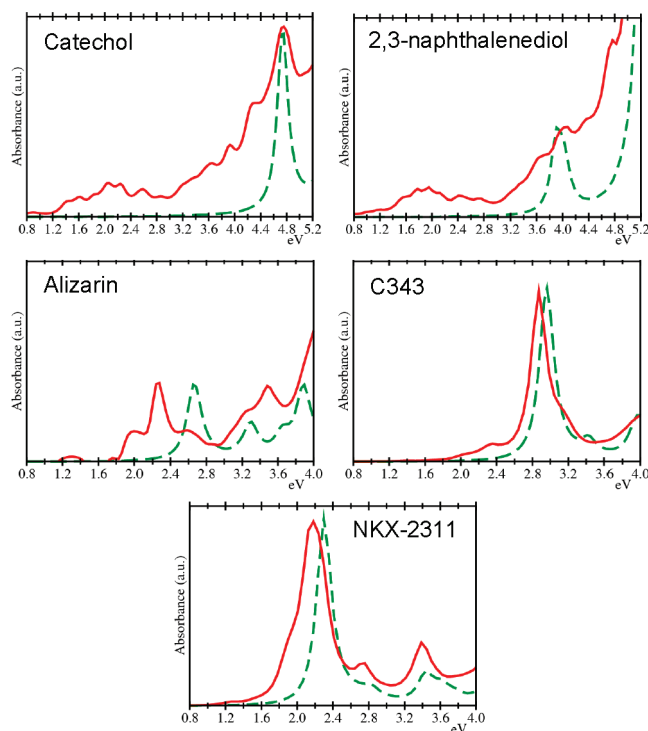 Catechol
Absorbance (a.u.)
0.8 1.2 1.6 2.0 2.4 2.8 3.2 3.6 4.0 4.4 4.8 5.2
eV
2,3-naphthalenediol
Absorbance (a.u.)
0.8 1.2 1.6 2.0 2.4 2.8 3.2 3.6 4.0 4.4 4.8 5.2
eV
Alizarin
Absorbance (a.u.)
0.8 1.2 1.6 2.0 2.4 2.8 3.2 3.6 4.0
eV
C343
Absorbance (a.u.)
0.8 1.2 1.6 2.0 2.4 2.8 3.2 3.6 4.0
eV
NKX-2311
Absorbance (a.u.)
0.8 1.2 1.6 2.0 2.4 2.8 3.2 3.6 4.0
eV